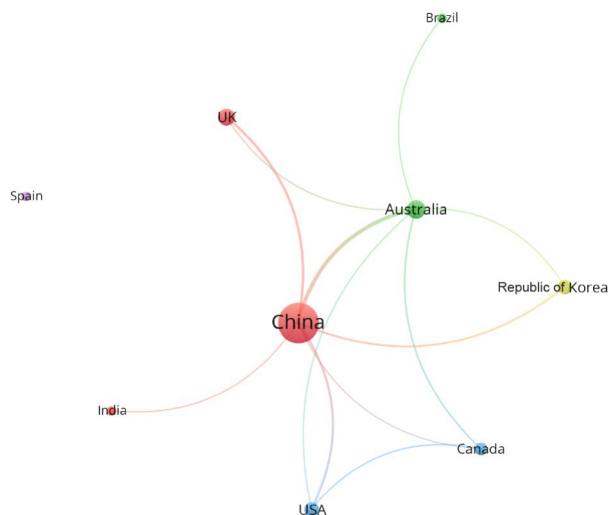 Brazil
UK
Spain
Australia
Republic of Korea
China
India
Canada
USA